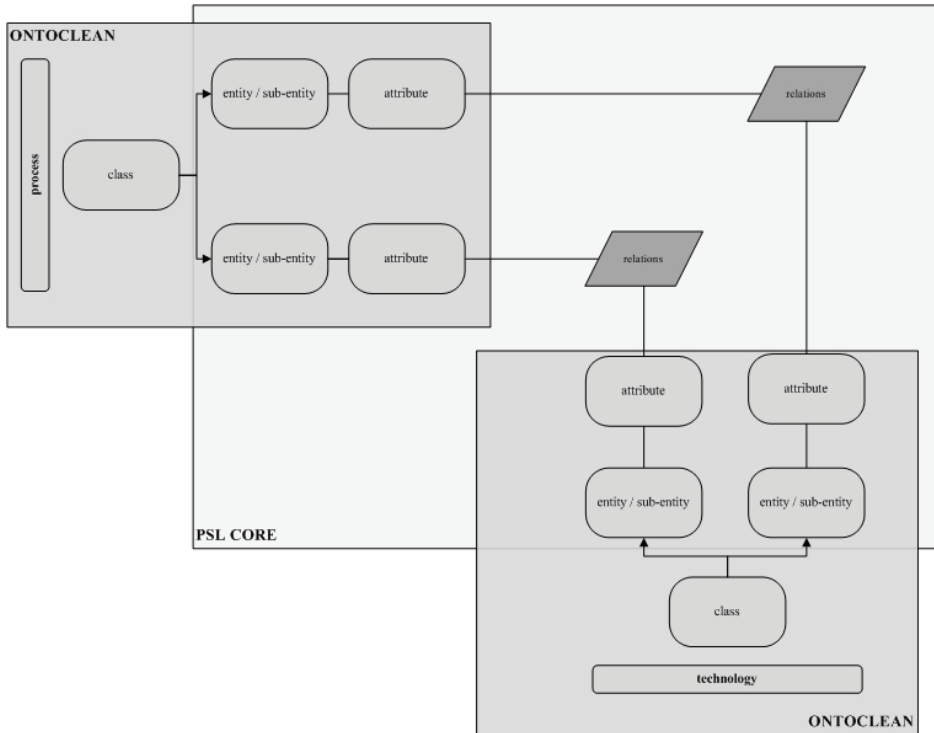 ONTOCLEAN
process
class
entity / sub-entity
attribute
relations
entity / sub-entity
attribute
relations
attribute
attribute
entity / sub-entity
entity / sub-entity
PSL CORE
class
technology
ONTOCLEAN